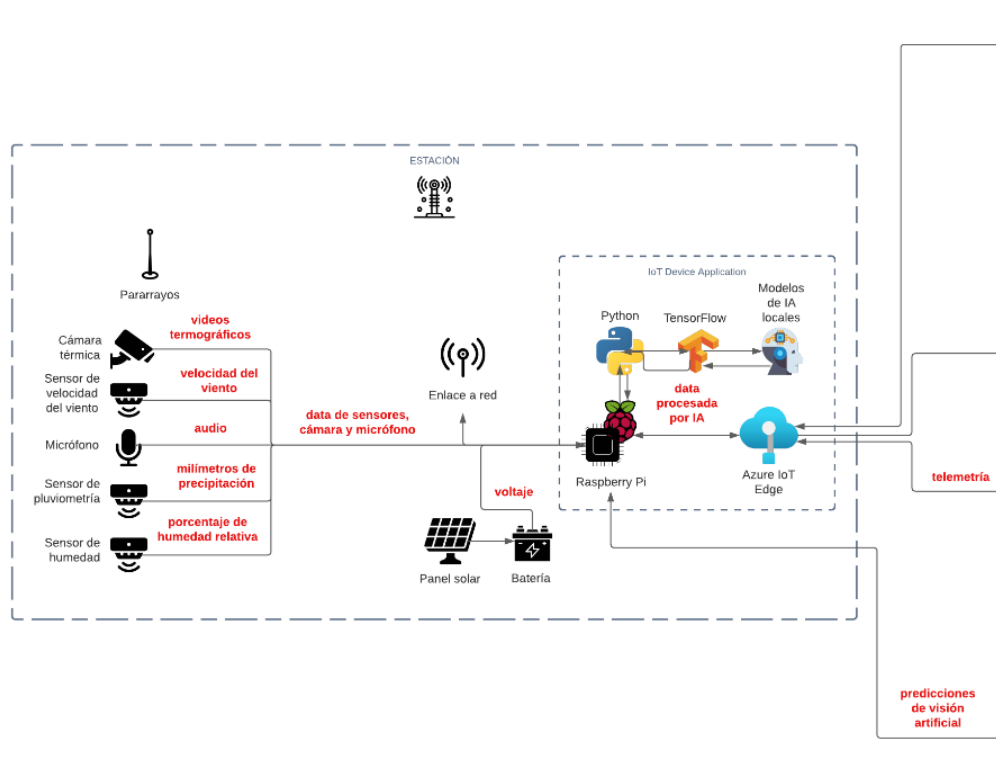 ESTACIÓN
Pararrayos
Cámara
térmica
videos
termográficos
Sensor de
velocidad
del viento
velocidad del
viento
Micrófono
audio
Sensor de
pluviometría
milímetros de
precipitación
Sensor de
humedad
porcentaje de
humedad relativa
data de sensores,
cámara y micrófono
Enlace a red
voltaje
Panel solar
Batería
IoT Device Application
Python
TensorFlow
Modelos
de IA
locales
data
procesada
por IA
Raspberry Pi
Azure IoT
Edge
telemetría
predicciones
de visión
artificial